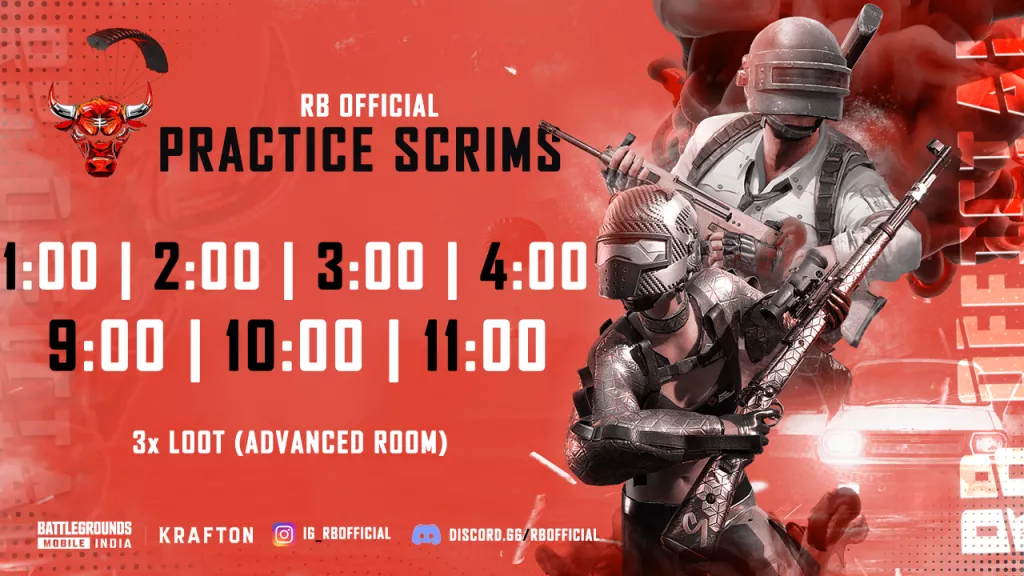 RB OFFICIAL
PRACTICE SCRIMS
1:00 | 2:00 | 3:00 | 4:00
9:00 | 10:00 | 11:00
3x LOOT (ADVANCED ROOM)
BATTLEGROUNDS
MOBILE INDIA
KRAFTON
IG_RBOFFICIAL
DISCORD.GG/RBOFFICIAL